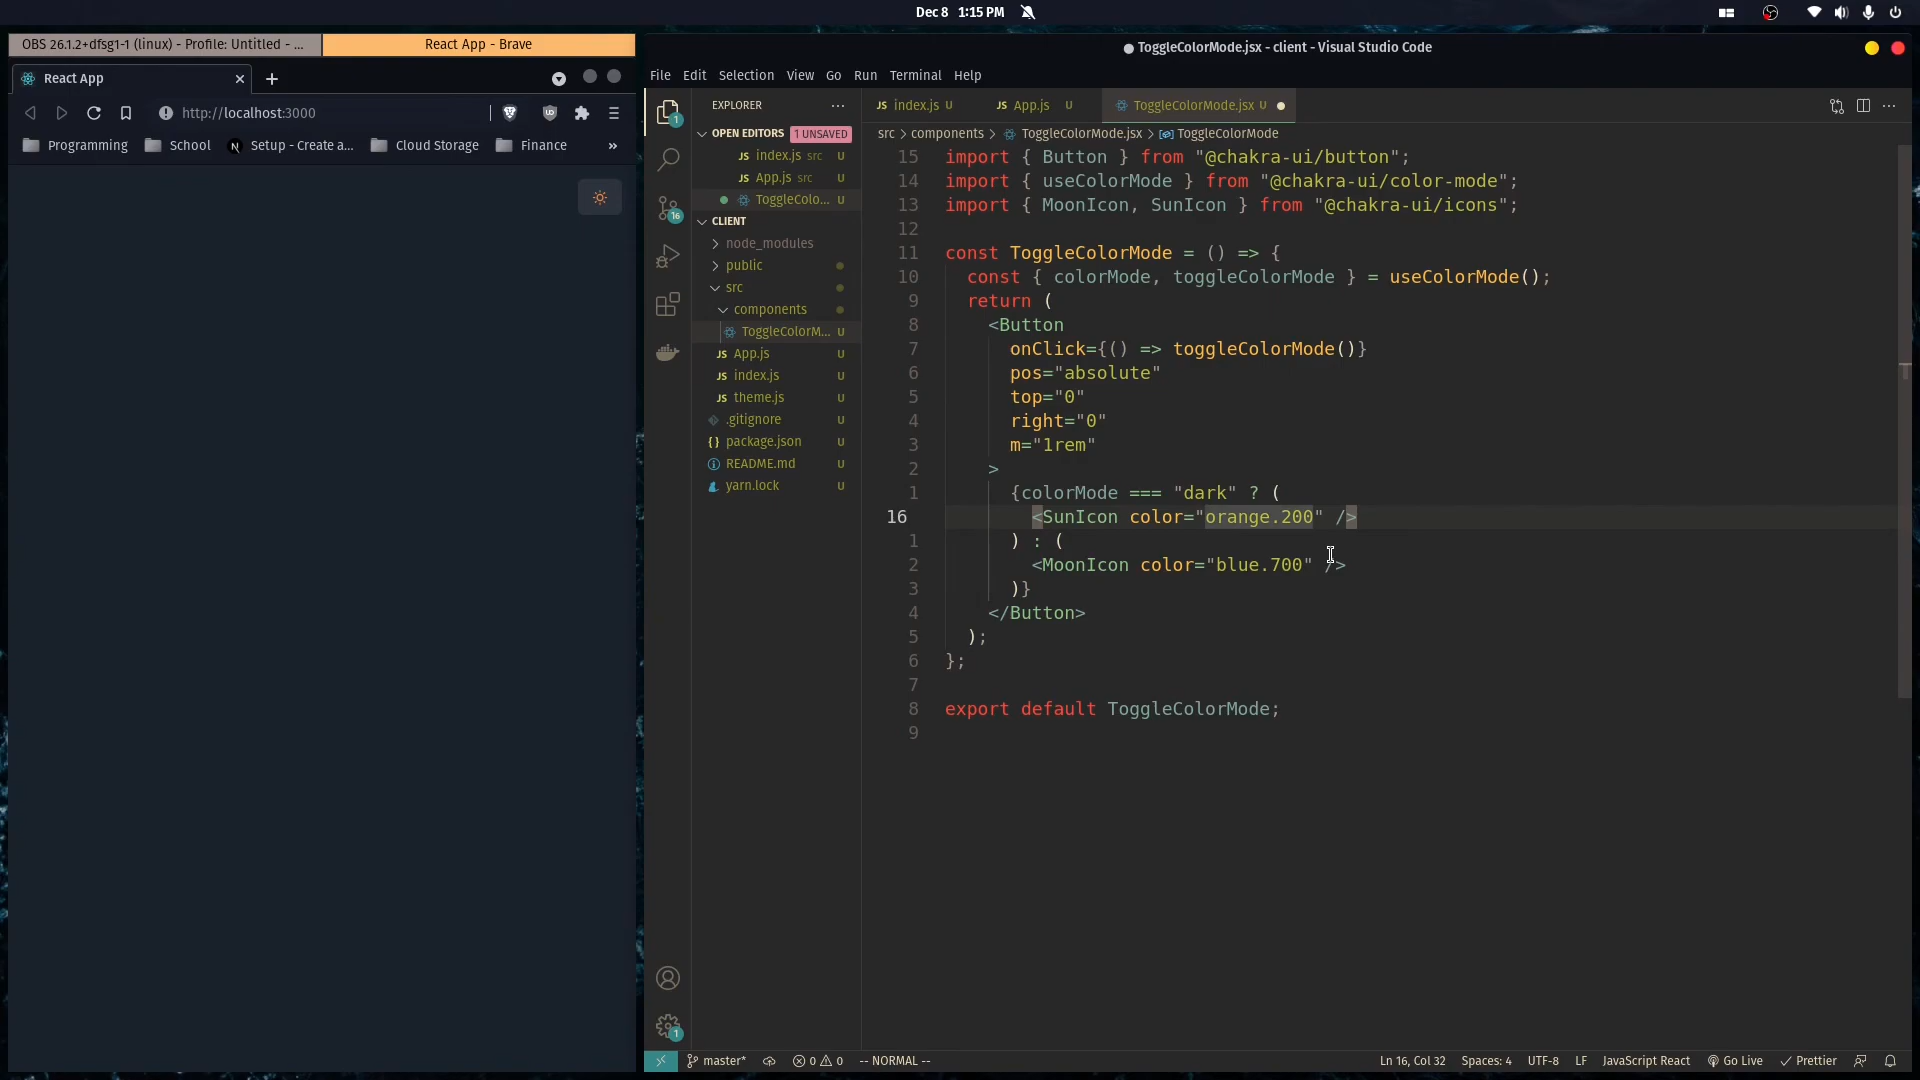 Dec 8 1:15 PM
OBS 26.1.2+dfsg1-1 (linux) - Profile: Untitled - ...
React App - Brave
React App
http://localhost:3000
Programming
School
Setup - Create a...
Cloud Storage
Finance
»
ToggleColorMode.jsx - client - Visual Studio Code
File Edit Selection View Go Run Terminal Help
EXPLORER
OPEN EDITORS 1 UNSAVED
JS index.js src U
JS App.js src U
ToggleColo... U
CLIENT
node_modules
public
src
components
ToggleColorM... U
JS App.js U
JS index.js U
JS theme.js U
.gitignore U
{} package.json U
README.md U
yarn.lock U
1
16
1
JS index.js U
JS App.js U
ToggleColorMode.jsx U
src > components > ToggleColorMode.jsx > ToggleColorMode
15 import { Button } from "@chakra-ui/button";
14 import { useColorMode } from "@chakra-ui/color-mode";
13 import { MoonIcon, SunIcon } from "@chakra-ui/icons";
12
11 const ToggleColorMode = () => {
10 const { colorMode, toggleColorMode } = useColorMode();
9 return (
8 <Button
7 onClick={() => toggleColorMode()}
6 pos="absolute"
5 top="0"
4 right="0"
3 m="1rem"
2 >
1 {colorMode === "dark" ? (
16 <SunIcon color="orange.200" />
1 ) : (
2 <MoonIcon color="blue.700" />
3 )}
4 </Button>
5 );
6 };
7
8 export default ToggleColorMode;
9
master* 0 0 -- NORMAL -- Ln 16, Col 32 Spaces: 4 UTF-8 LF JavaScript React Go Live Prettier